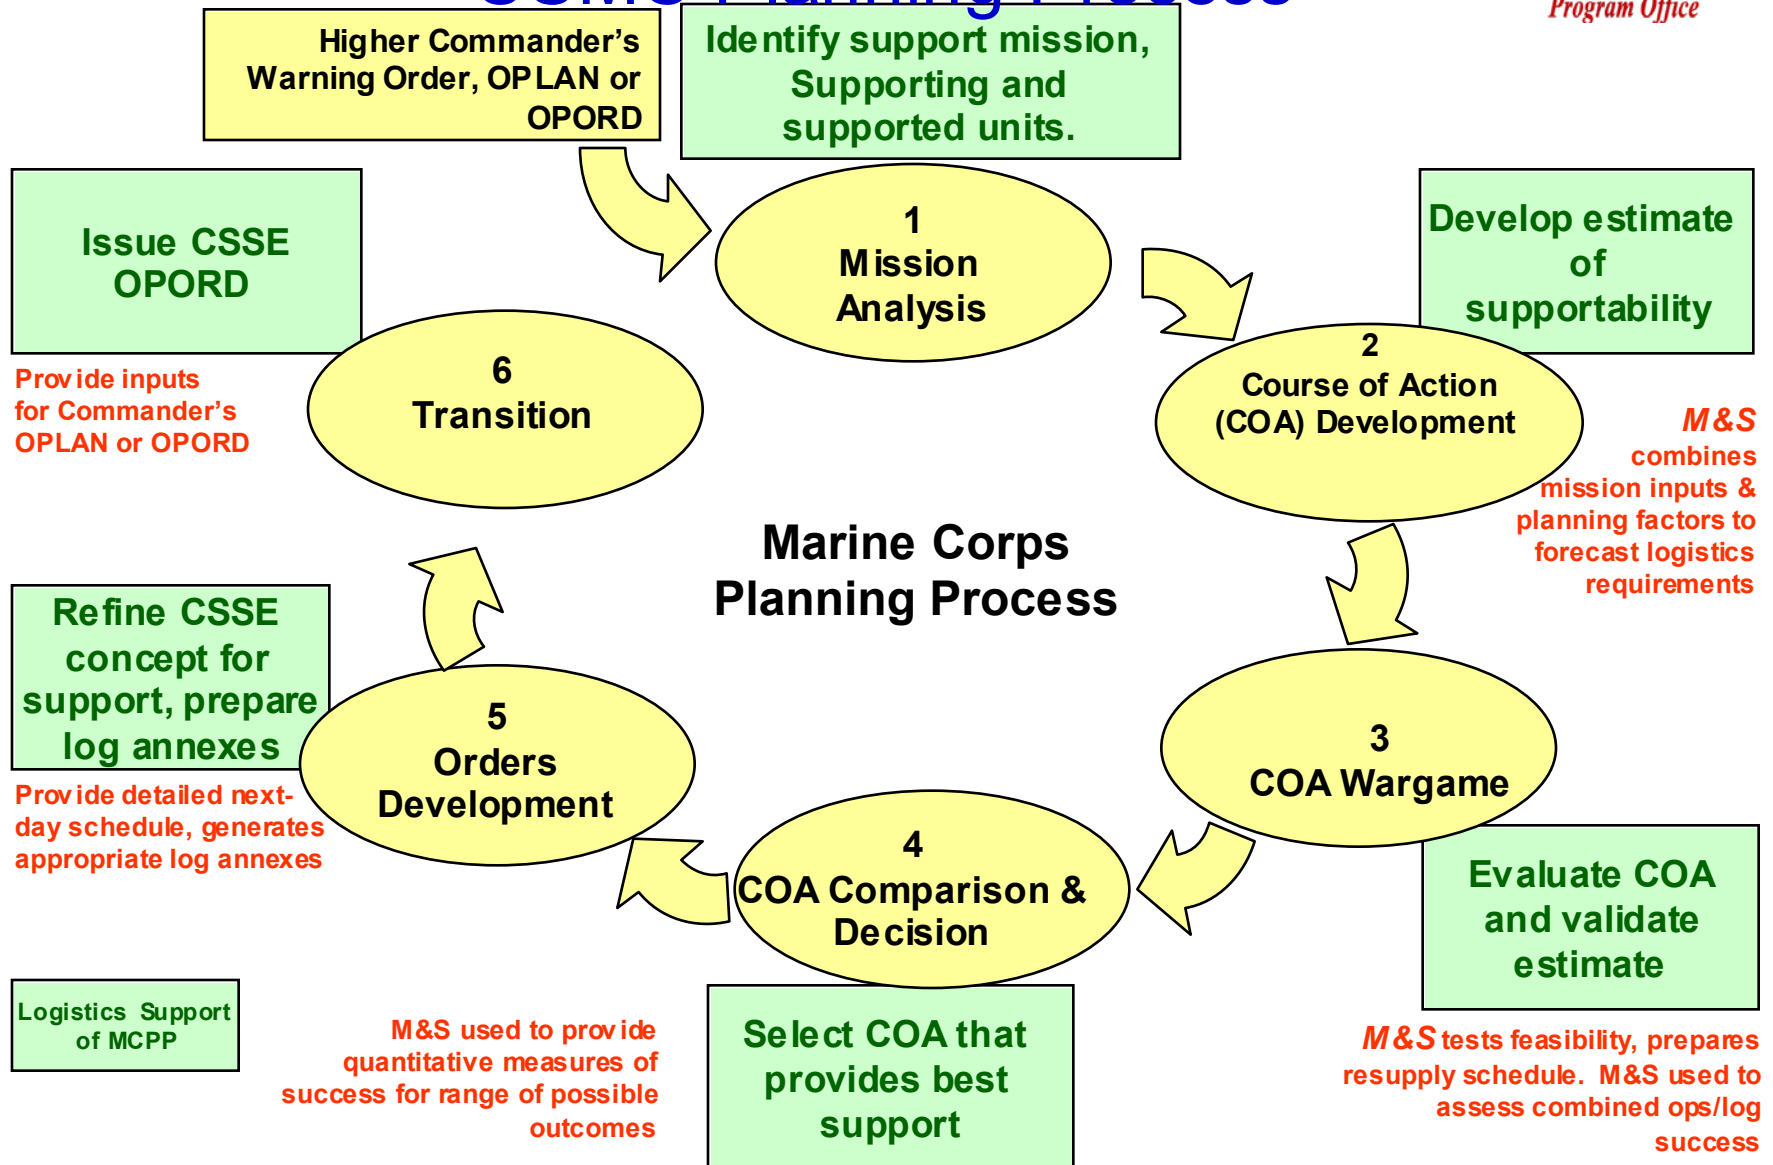 Planning Process
Program Office
Higher Commander’s
Warning Order, OPLAN or
OPORD
Identify support mission,
Supporting and
supported units.
1
Mission
Analysis
Develop estimate
of
supportability
2
Course of Action
(COA) Development
M&S
combines
mission inputs &
planning factors to
forecast logistics
requirements
Issue CSSE
OPORD
Provide inputs
for Commander’s
OPLAN or OPORD
6
Transition
Marine Corps
Planning Process
Refine CSSE
concept for
support, prepare
log annexes
Provide detailed next-
day schedule, generates
appropriate log annexes
5
Orders
Development
3
COA Wargame
4
COA Comparison &
Decision
Evaluate COA
and validate
estimate
M&S tests feasibility, prepares
resupply schedule. M&S used to
assess combined ops/log
success
Logistics Support
of MCPP
M&S used to provide
quantitative measures of
success for range of possible
outcomes
Select COA that
provides best
support